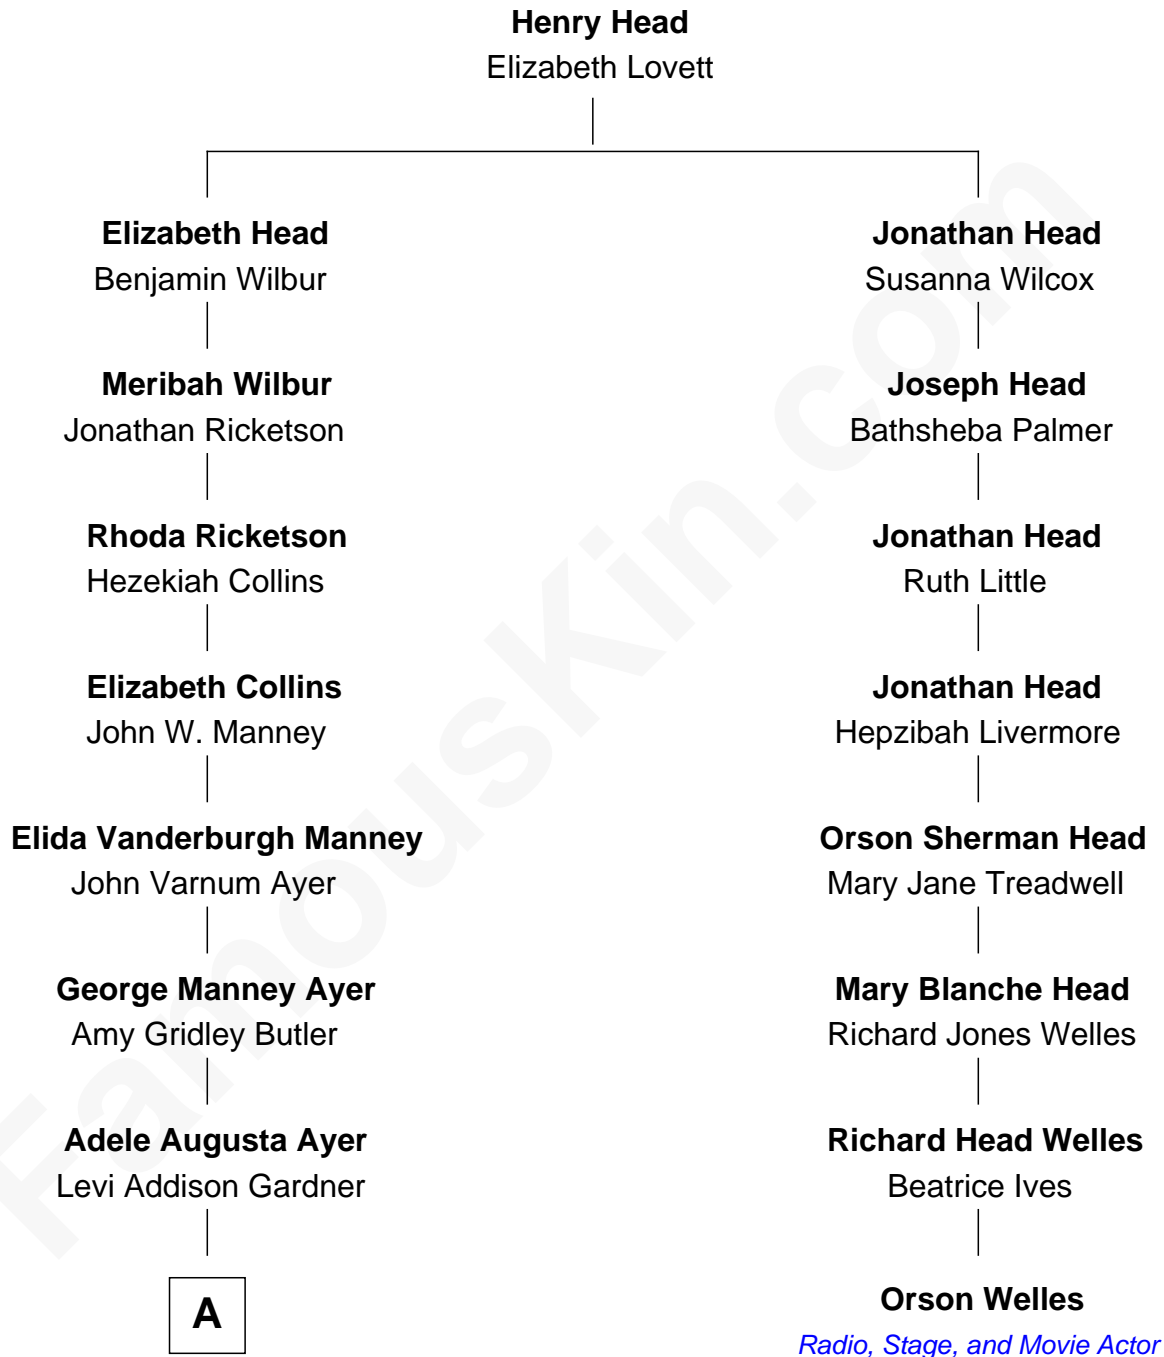 Henry Head
Elizabeth Lovett
Elizabeth Head
Benjamin Wilbur
Jonathan Head
Susanna Wilcox
Meribah Wilbur
Jonathan Ricketson
Joseph Head
Bathsheba Palmer
Rhoda Ricketson
Hezekiah Collins
Jonathan Head
Ruth Little
Elizabeth Collins
John W. Manney
Jonathan Head
Hepzibah Livermore
Elida Vanderburgh Manney
John Varnum Ayer
Orson Sherman Head
Mary Jane Treadwell
George Manney Ayer
Amy Gridley Butler
Mary Blanche Head
Richard Jones Welles
Adele Augusta Ayer
Levi Addison Gardner
Richard Head Welles
Beatrice Ives
A
Orson Welles
Radio, Stage, and Movie Actor
FamousKin.com